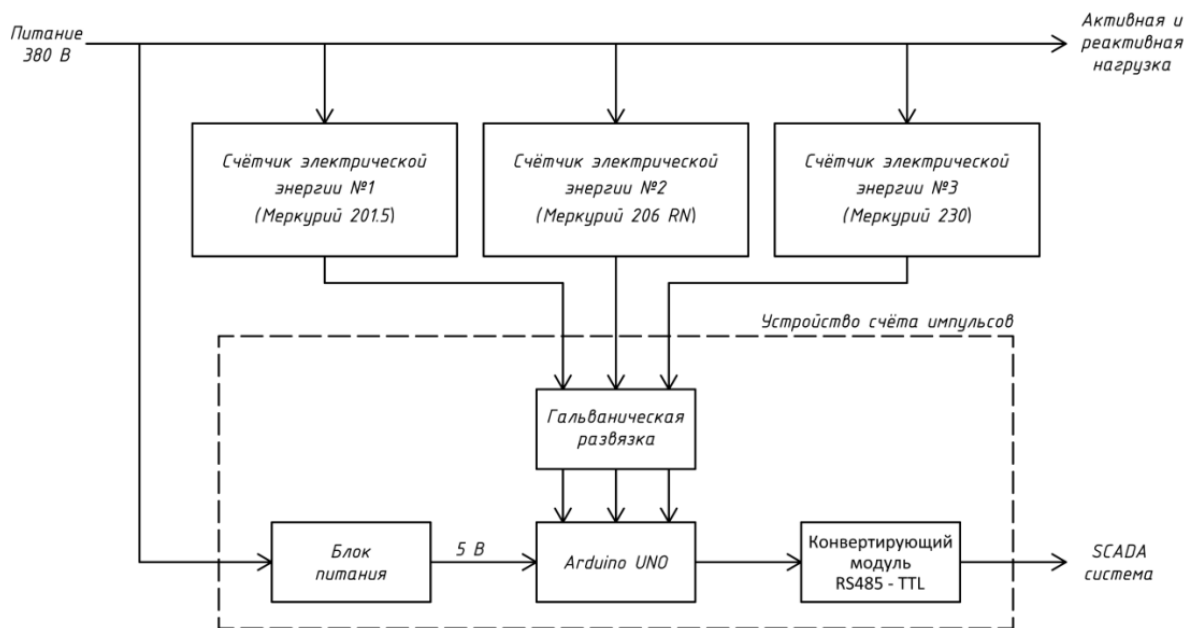 Питание
380 В
Активная и
реактивная
нагрузка
Счётчик электрической
энергии №1
(Меркурий 201.5)
Счётчик электрической
энергии №2
(Меркурий 206 RN)
Счётчик электрической
энергии №3
(Меркурий 230)
Устройство счёта импульсов
Гальваническая
развязка
Блок
питания
5 В
Arduino UNO
Конвертирующий
модуль
RS485 - TTL
SCADA
система